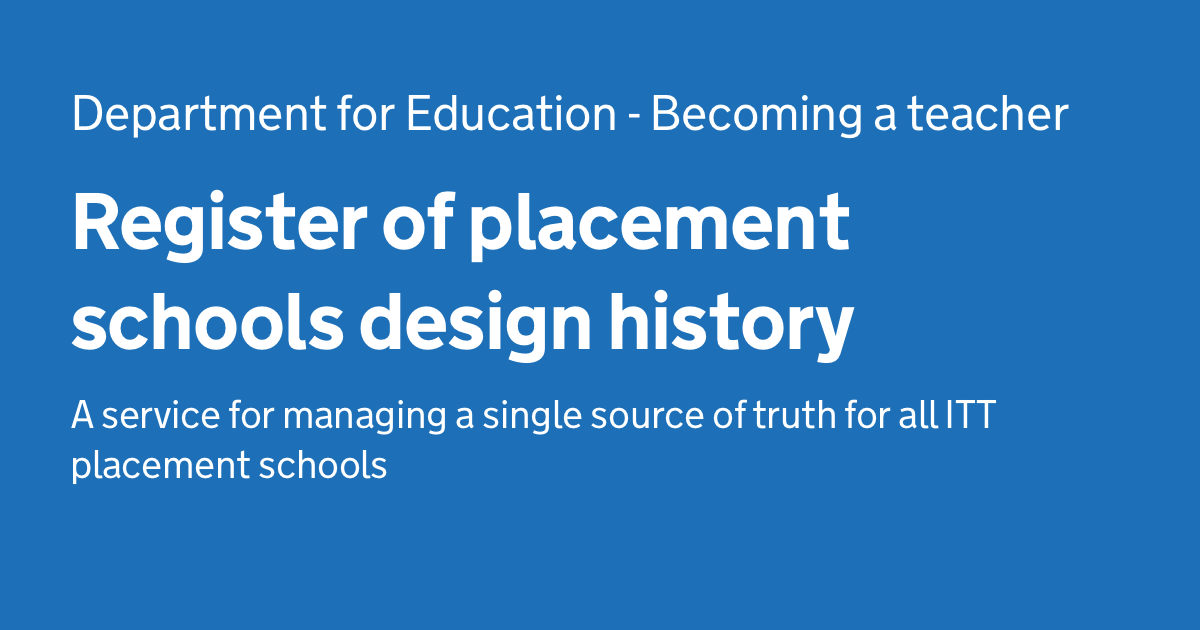 Department for Education - Becoming a teacher
Register of placement
schools design history
A service for managing a single source of truth for all ITT
placement schools